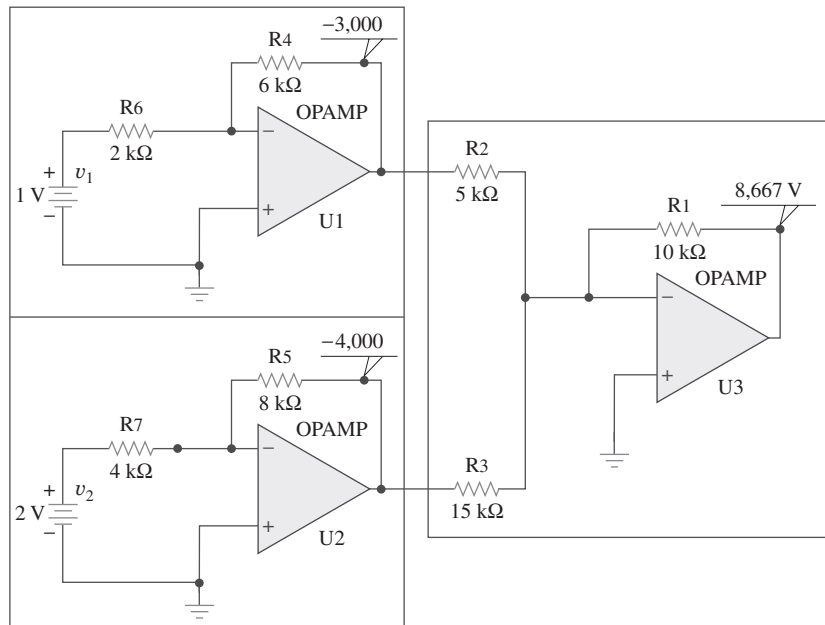 −3,000
R4
6 kΩ
OPAMP
R6
2 kΩ
−
+
v1
1 V
−
+
U1
R2
5 kΩ
8,667 V
R1
10 kΩ
OPAMP
−
+
U3
−4,000
R5
8 kΩ
OPAMP
R7
4 kΩ
−
+
v2
2 V
−
+
U2
R3
15 kΩ